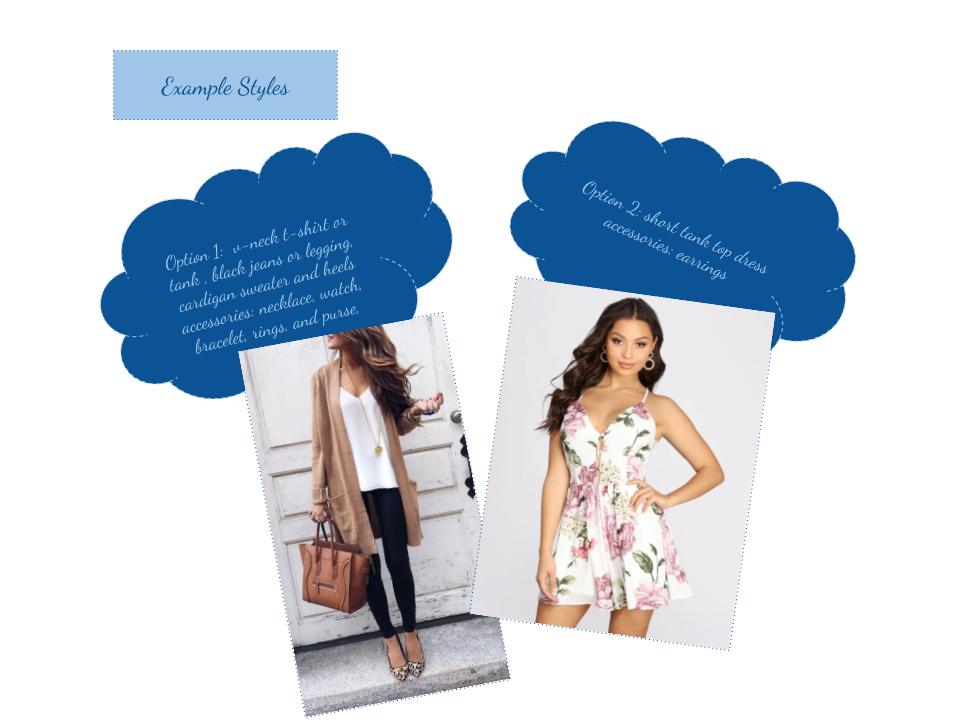 Example Styles
Option 1:  v-neck t-shirt or
tank , black jeans or legging,
cardigan sweater and heels
accessories: necklace, watch,
bracelet, rings, and purse,
Option 2: short tank top dress
accessories: earrings